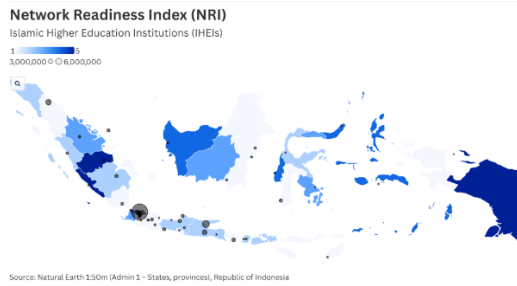 Network Readiness Index (NRI)
Islamic Higher Education Institutions (IHEIs)
1 5
3,000,000 6,000,000
Source: Natural Earth 1:50m (Admin 1 – States, provinces), Republic of Indonesia